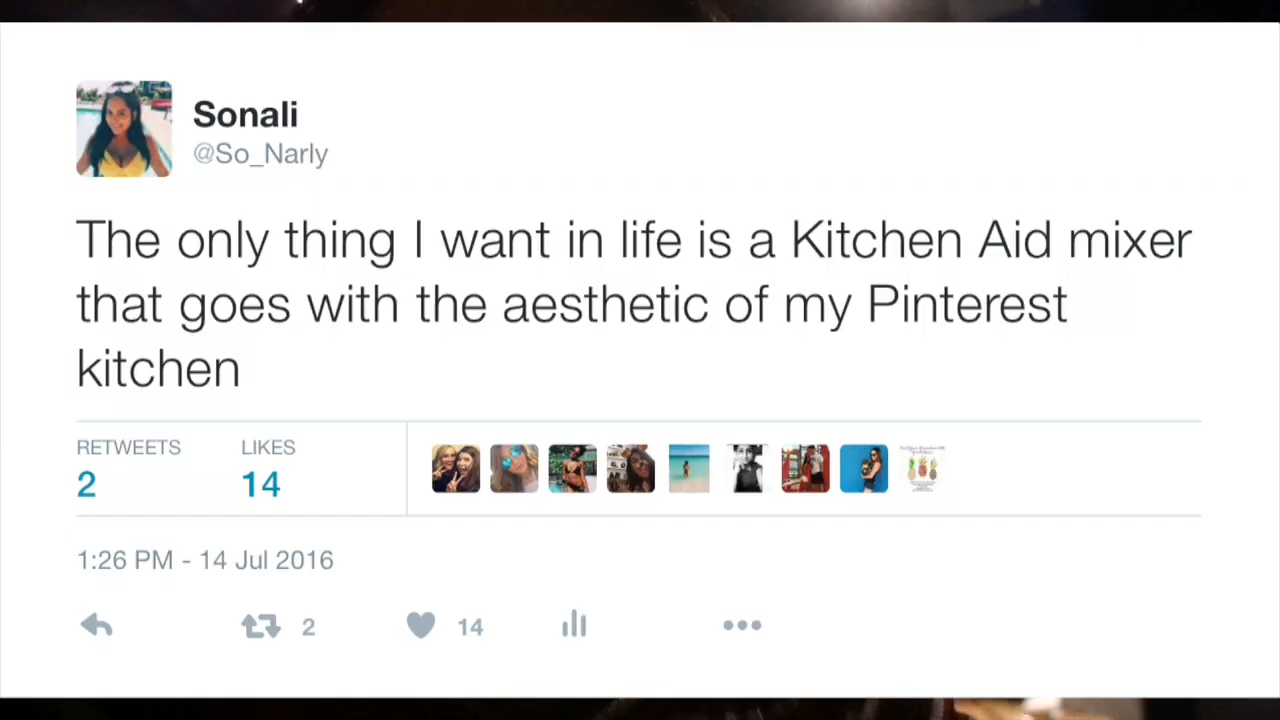 Sonali
@So_Narly
The only thing I want in life is a Kitchen Aid mixer
that goes with the aesthetic of my Pinterest
kitchen
RETWEETS LIKES
2 14
1:26 PM - 14 Jul 2016
2 14